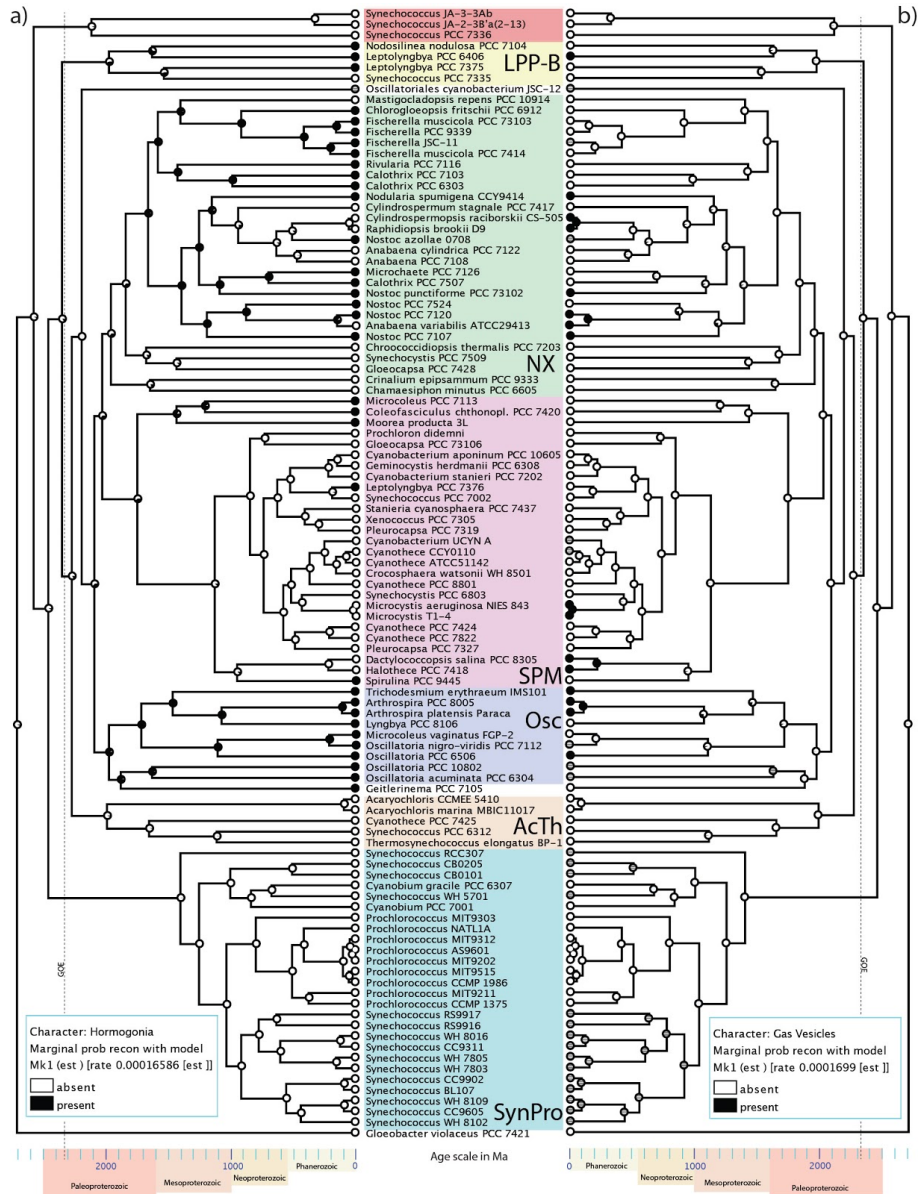 a)
b)
Synechococcus JA-3-3Ab
Synechococcus JA-2-3B'a(2-13)
Synechococcus PCC 7336
Nodosilinea nodulosa PCC 7104
Leptolyngbya PCC 6406
Leptolyngbya PCC 7375
Synechococcus PCC 7335
LPP-B
Oscillatoriales cyanobacterium JSC-12
Mastigocladopsis repens PCC 10914
Chlorogloeopsis fritschii PCC 6912
Fischerella muscicola PCC 73103
Fischerella PCC 9339
Fischerella JSC-11
Fischerella muscicola PCC 7414
Rivularia PCC 7116
Calothrix PCC 7103
Calothrix PCC 6303
Nodularia spumigena CCY9414
Cylindrospermum stagnale PCC 7417
Cylindrospermopsis raciborskii CS-505
Raphidiopsis brookii D9
Nostoc azollae 0708
Anabaena cylindrica PCC 7122
Anabaena PCC 7108
Microchaete PCC 7126
Calothrix PCC 7507
Nostoc punctiforme PCC 73102
Nostoc PCC 7524
Nostoc PCC 7120
Anabaena variabilis ATCC29413
Nostoc PCC 7107
Chroococcidiopsis thermalis PCC 7203
Synechocystis PCC 7509
Gloeocapsa PCC 7428
NX
Crinalium epipsammum PCC 9333
Chamaesiphon minutus PCC 6605
Microcoleus PCC 7113
Coleofasciculus chthonopl. PCC 7420
Moorea producta 3L
Prochloron didemni
Gloeocapsa PCC 73106
Cyanobacterium aponinum PCC 10605
Geminocystis herdmanii PCC 6308
Cyanobacterium stanieri PCC 7202
Leptolyngbya PCC 7376
Synechococcus PCC 7002
Stanieria cyanosphaera PCC 7437
Xenococcus PCC 7305
Pleurocapsa PCC 7319
Cyanobacterium UCYN A
Cyanothece CCY0110
Cyanothece ATCC51142
Crocosphaera watsonii WH 8501
Cyanothece PCC 8801
Synechocystis PCC 6803
Microcystis aeruginosa NIES 843
Microcystis T1-4
Cyanothece PCC 7424
Cyanothece PCC 7822
Pleurocapsa PCC 7327
Dactylococcopsis salina PCC 8305
Halothece PCC 7418
Spirulina PCC 9445
SPM
Trichodesmium erythraeum IMS101
Arthrospira PCC 8005
Arthrospira platensis Paraca
Lyngbya PCC 8106
Osc
Microcoleus vaginatus FGP-2
Oscillatoria nigro-viridis PCC 7112
Oscillatoria PCC 6506
Oscillatoria PCC 10802
Oscillatoria acuminata PCC 6304
Geitlerinema PCC 7105
Acaryochloris CCMEE 5410
Acaryochloris marina MBIC11017
Cyanothece PCC 7425
Synechococcus PCC 6312
AcTh
Thermosynechococcus elongatus BP-1
Synechococcus RCC307
Synechococcus CB0205
Synechococcus CB0101
Cyanobium gracile PCC 6307
Synechococcus WH 5701
Cyanobium PCC 7001
Prochlorococcus MIT9303
Prochlorococcus NATL1A
Prochlorococcus MIT9312
Prochlorococcus AS9601
Prochlorococcus MIT9202
Prochlorococcus MIT9515
Prochlorococcus CCMP 1986
Prochlorococcus MIT9211
Prochlorococcus CCMP 1375
Synechococcus RS9917
Synechococcus RS9916
Synechococcus WH 8016
Synechococcus CC9311
Synechococcus WH 7805
Synechococcus WH 7803
Synechococcus CC9902
Synechococcus BL107
Synechococcus WH 8109
Synechococcus CC9605
Synechococcus WH 8102
SynPro
Gloeobacter violaceus PCC 7421
GOE
GOE
Character: Hormogonia
Marginal prob recon with model
Mk1 (est ) [rate 0.00016586 [est ]]
absent
present
Character: Gas Vesicles
Marginal prob recon with model
Mk1 (est ) [rate 0.0001699 [est ]]
absent
present
2000 1000 0
Age scale in Ma
0 1000 2000
Paleoproterozoic Mesoproterozoic Neoproterozoic Phanerozoic
Phanerozoic Neoproterozoic Mesoproterozoic Paleoproterozoic